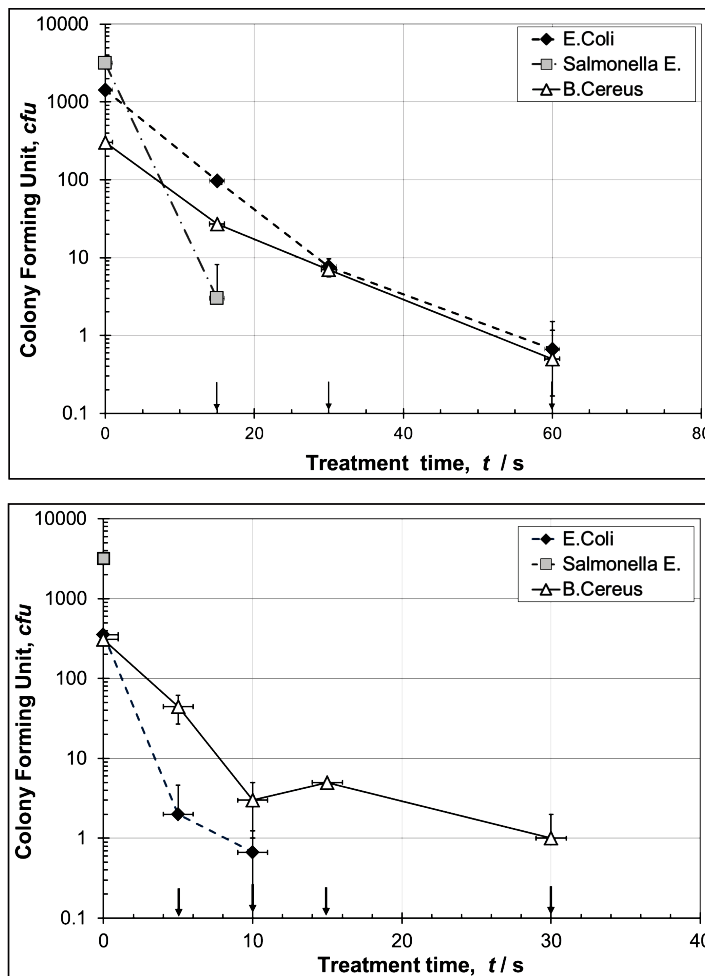 10000
1000
100
10
1
0.1
Colony Forming Unit, cfu
E.Coli
Salmonella E.
B.Cereus
0 20 40 60 80
Treatment time, t / s
10000
1000
100
10
1
0.1
Colony Forming Unit, cfu
E.Coli
Salmonella E.
B.Cereus
0 10 20 30 40
Treatment time, t / s